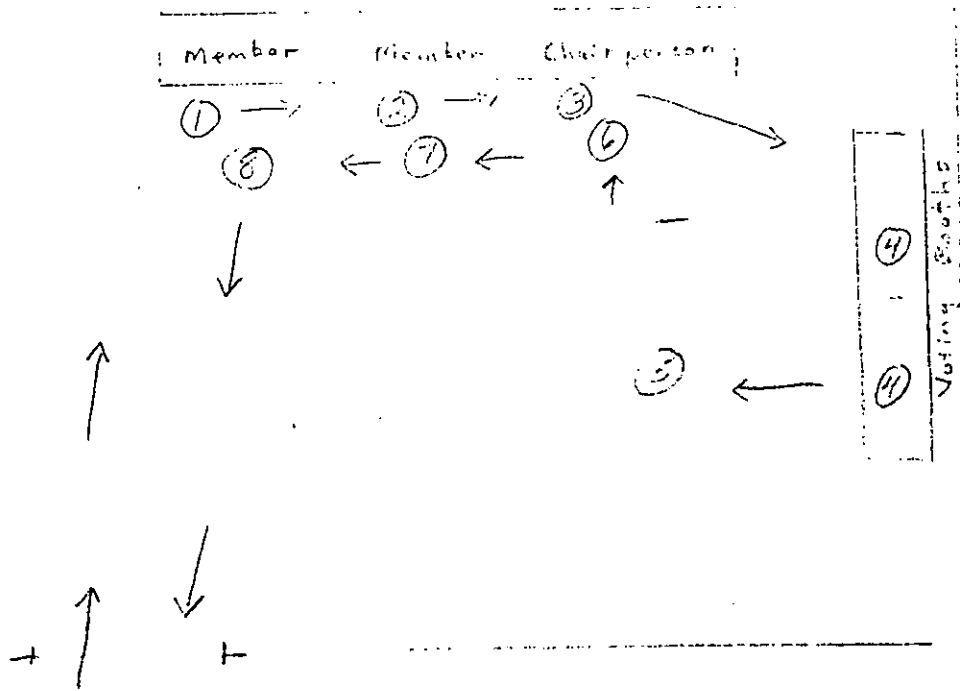 Member Member Chairperson
① → ② → ③
⑧ ← ⑦ ← ⑥
④
⑤ ← ④
Voting Booths